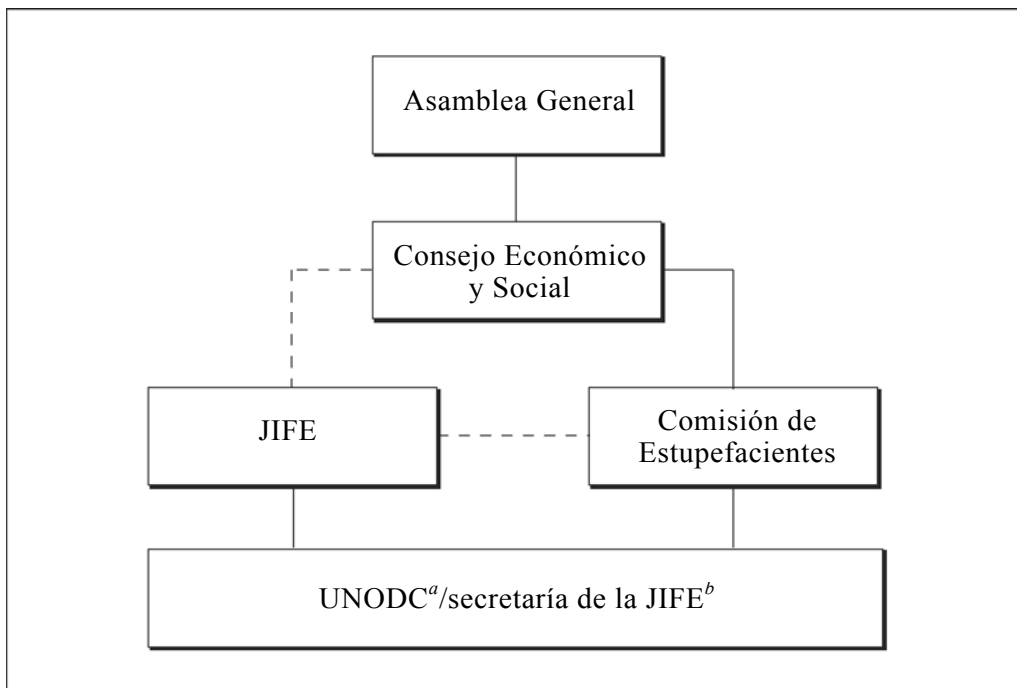 Asamblea General
Consejo Económico
y Social
JIFE
Comisión de
Estupefacientes
UNODCa/secretaría de la JIFEb